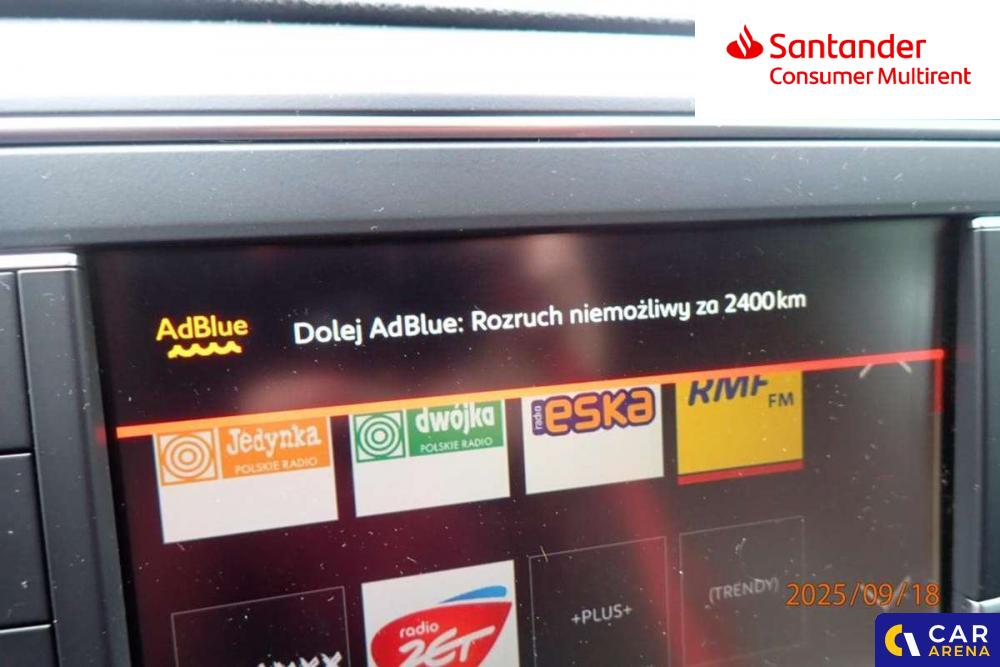 Santander
Consumer Multirent
AdBlue
Dolej AdBlue: Rozruch niemożliwy za 2400 km
Jedynka
POLSKIE RADIO
dwójka
POLSKIE RADIO
radio
eska
RMF
FM
+PLUS+
(TRENDY)
radio
ZET
2025/09/18
CAR
ARENA